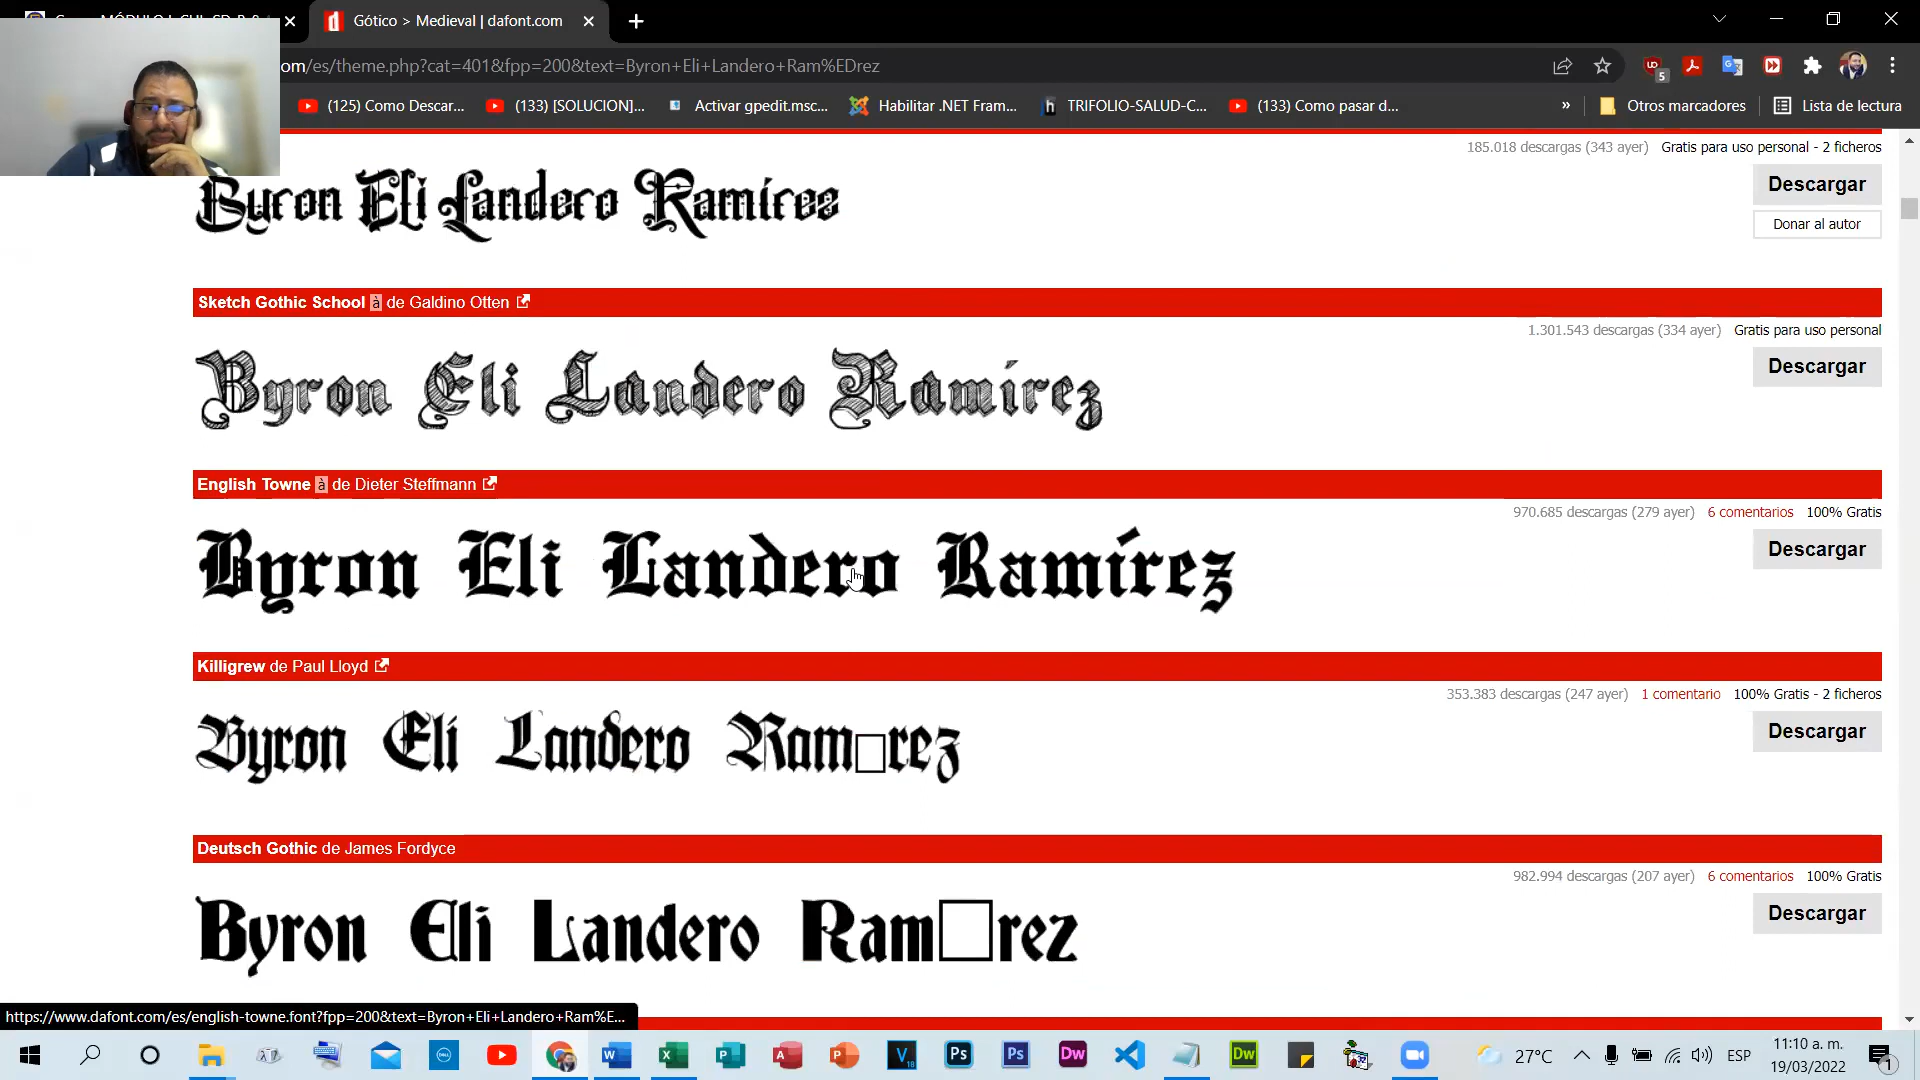 Gótico > Medieval | dafont.com
om/es/theme.php?cat=401&fpp=200&text=Byron+Eli+Landero+Ram%EDrez
5
(125) Como Descar...
(133) [SOLUCION]...
Activar gpedit.msc...
Habilitar .NET Fram...
TRIFOLIO-SALUD-C...
(133) Como pasar d...
»
Otros marcadores
Lista de lectura
185.018 descargas (343 ayer) Gratis para uso personal - 2 ficheros
Byron Eli Landero Ramírez
Descargar
Donar al autor
Sketch Gothic School à de Galdino Otten
1.301.543 descargas (334 ayer) Gratis para uso personal
Byron Eli Landero Ramírez
Descargar
English Towne à de Dieter Steffmann
970.685 descargas (279 ayer) 6 comentarios 100% Gratis
Byron Eli Landero Ramírez
Descargar
Killigrew de Paul Lloyd
353.383 descargas (247 ayer) 1 comentario 100% Gratis - 2 ficheros
Byron Eli Landero Ram□rez
Descargar
Deutsch Gothic de James Fordyce
982.994 descargas (207 ayer) 6 comentarios 100% Gratis
Byron Eli Landero Ram□rez
Descargar
https://www.dafont.com/es/english-towne.font?fpp=200&text=Byron+Eli+Landero+Ram%E...
27°C
ESP
11:10 a. m.
19/03/2022
1